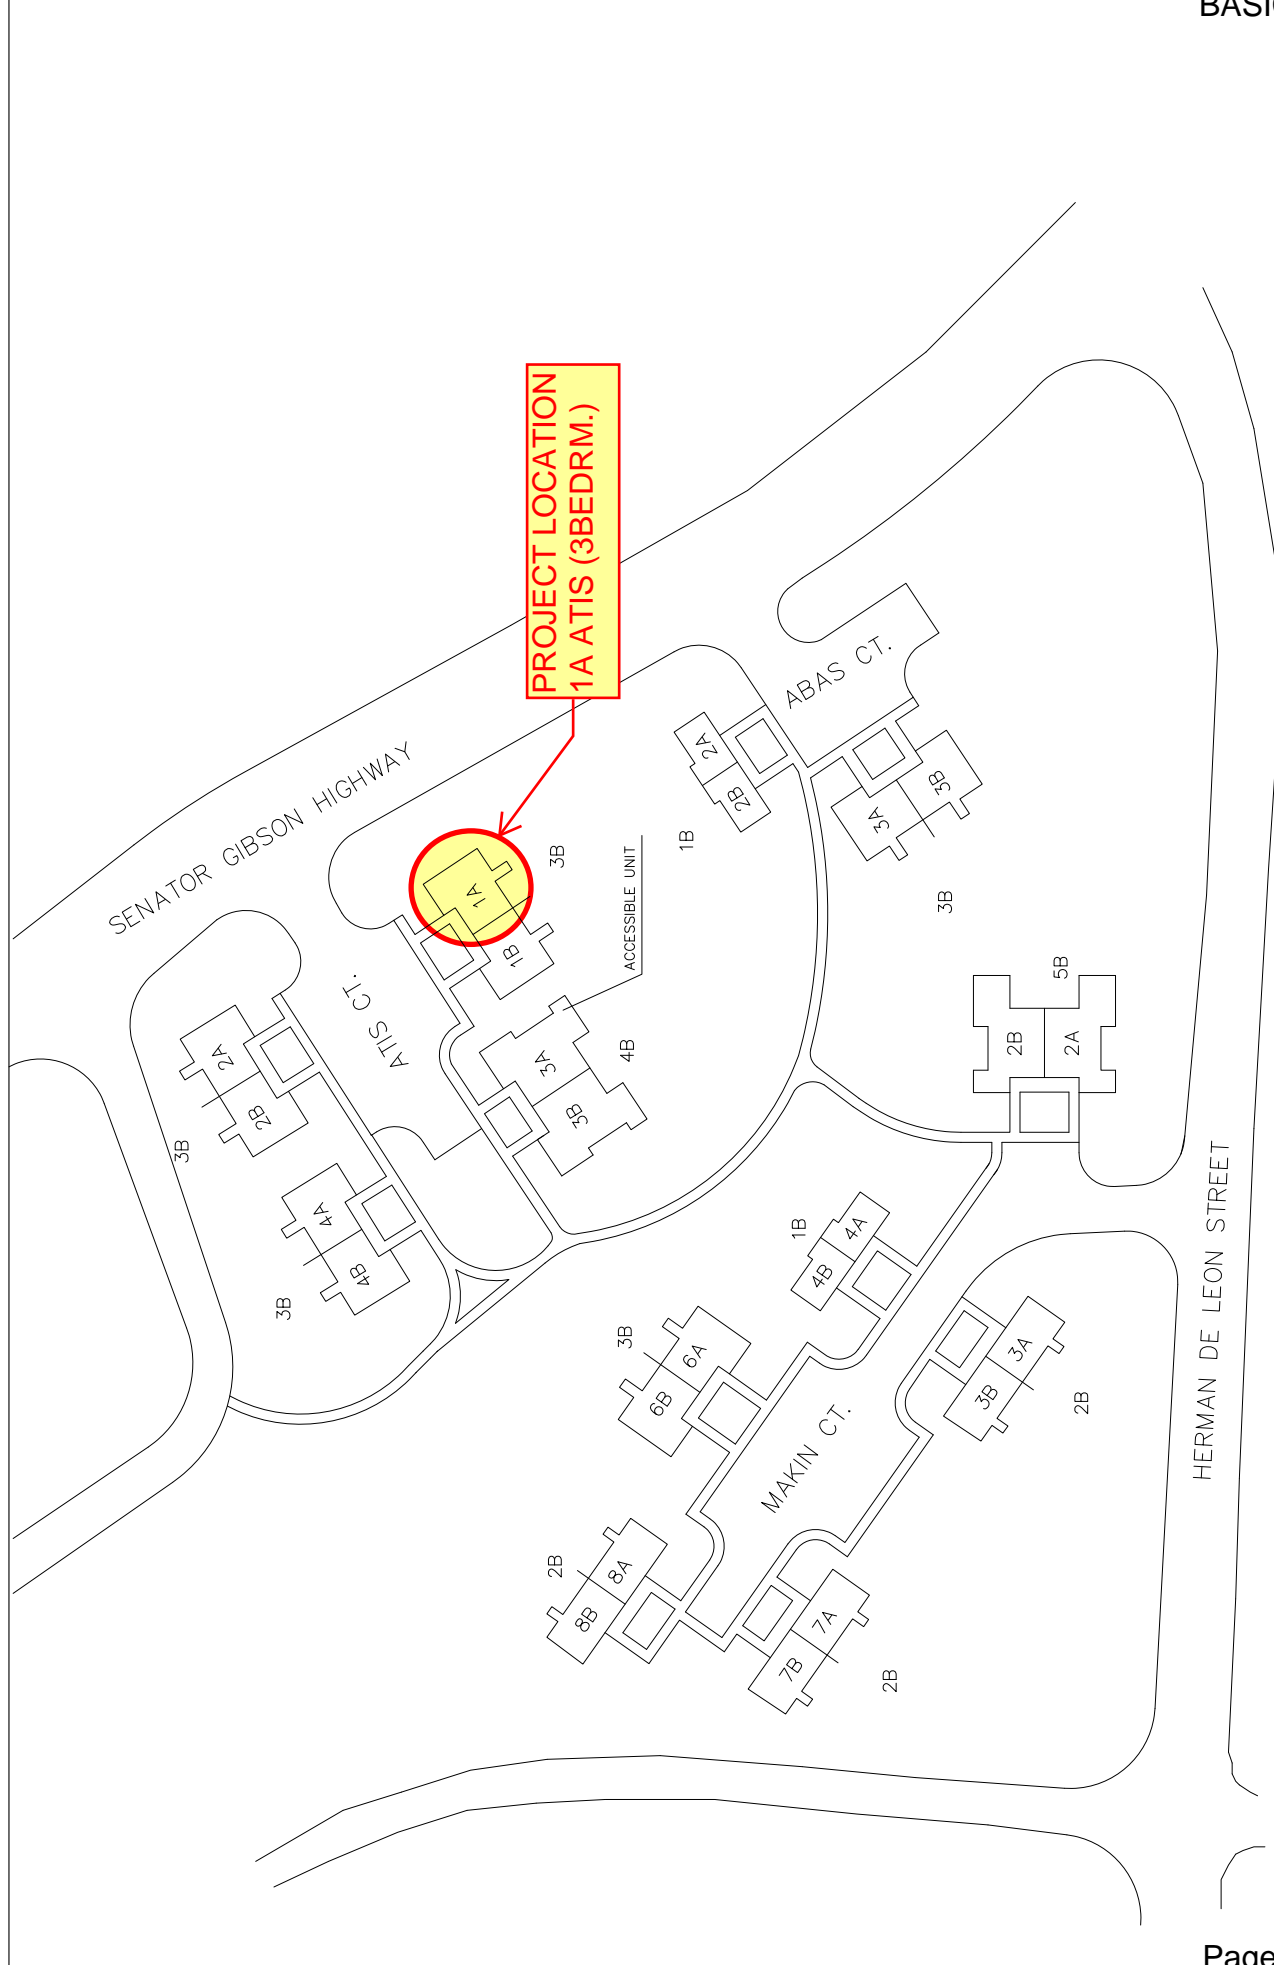 BASI
PROJECT LOCATION
1A ATIS (3BEDRM.)
SENATOR GIBSON HIGHWAY
ABAS CT.
2A
2B
1B
3A
3B
3B
1A
1B
3B
ACCESSIBLE UNIT
ATIS CT.
3A
3B
4B
2A
2B
3B
4A
4B
3B
2B
2A
5B
HERMAN DE LEON STREET
1B
4A
4B
3B
6A
6B
3A
3B
2B
MAKIN CT.
2B
8A
8B
7A
7B
2B
Page